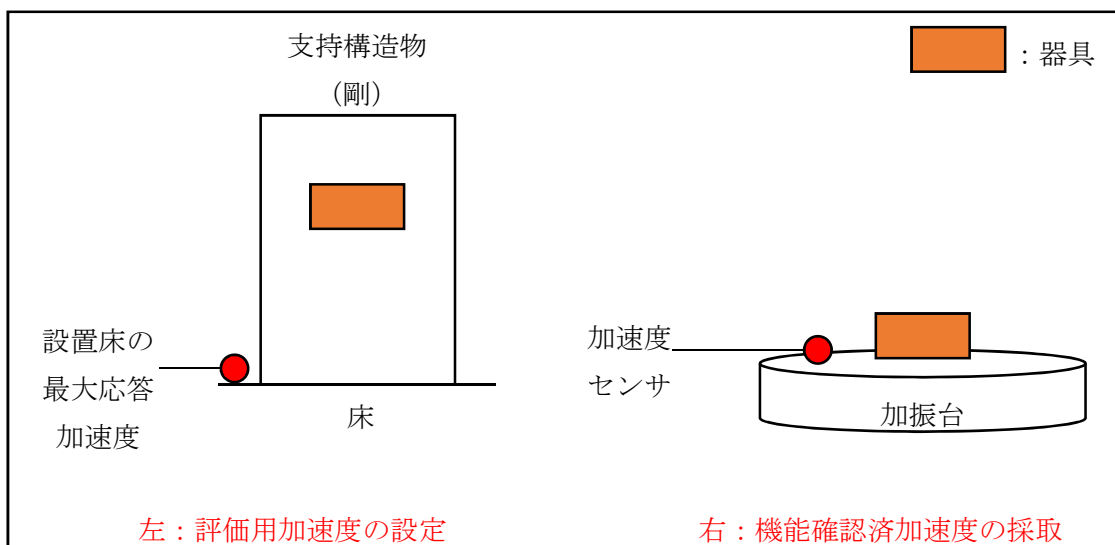 支持構造物
（剛）
：器具
設置床の
最大応答
加速度
床
加速度
センサ
加振台
左：評価用加速度の設定
右：機能確認済加速度の採取